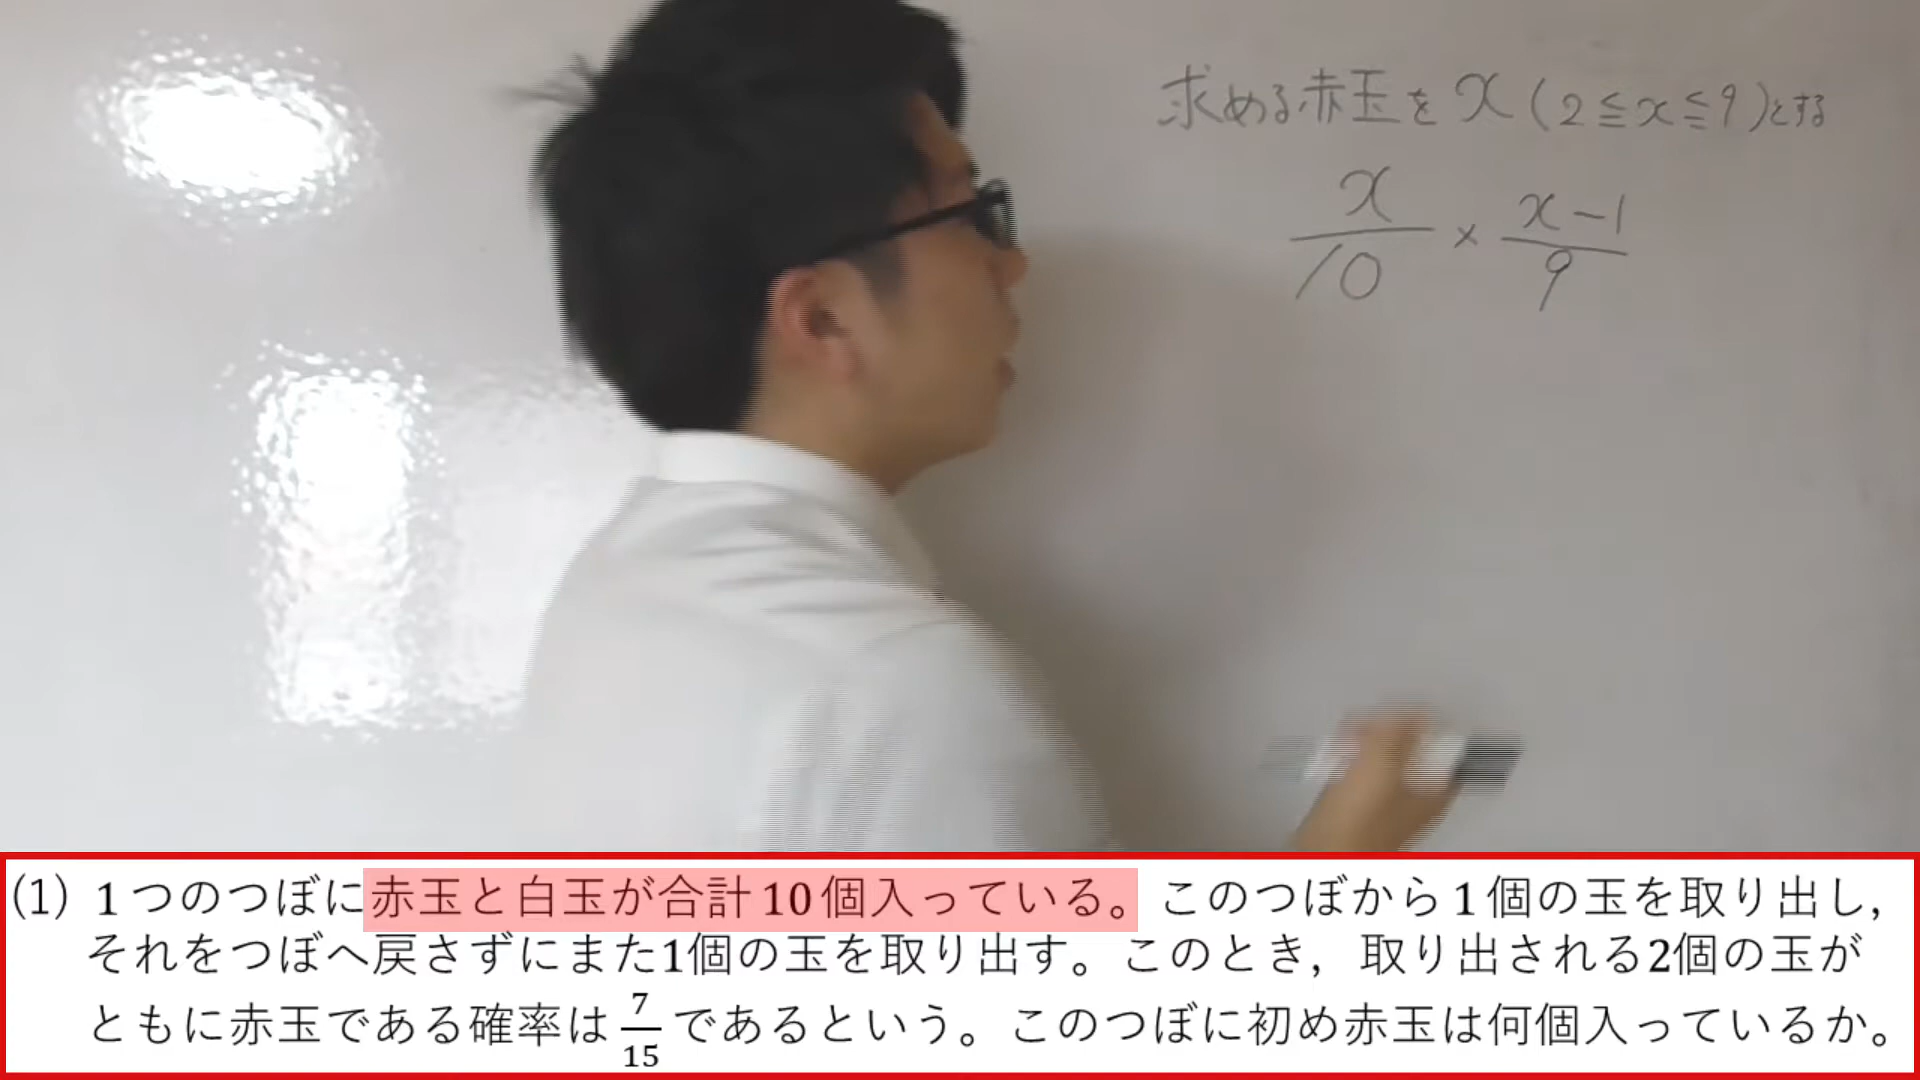 求める赤玉を x (2 ≦ x ≦ 9)とする
x/10 × x-1/9
(1) 1つのつぼに赤玉と白玉が合計10個入っている。このつぼから1個の玉を取り出し,
それをつぼへ戻さずにまた1個の玉を取り出す。このとき, 取り出される2個の玉が
ともに赤玉である確率は 7/15 であるという。このつぼに初め赤玉は何個入っているか。